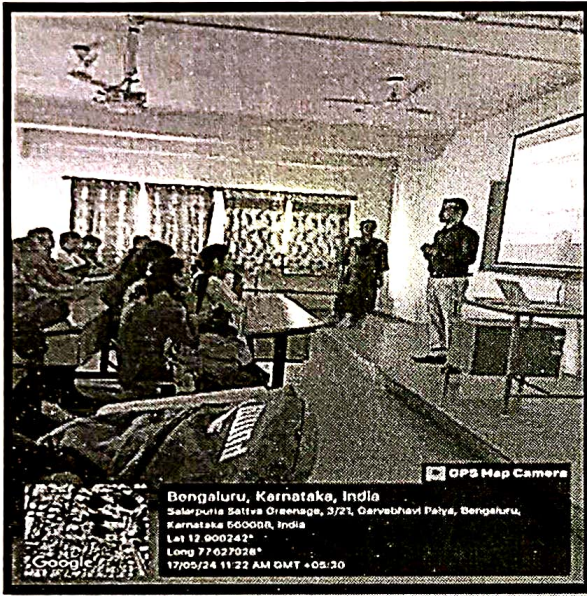 GPS Map Camera
Bengaluru, Karnataka, India
Salarpuria Sattva Greenage, 3/21, Garvebhavi Palya, Bengaluru,
Karnataka 560068, India
Lat 12.900242°
Long 77.627028°
17/05/24 11:22 AM GMT +05:30
Google